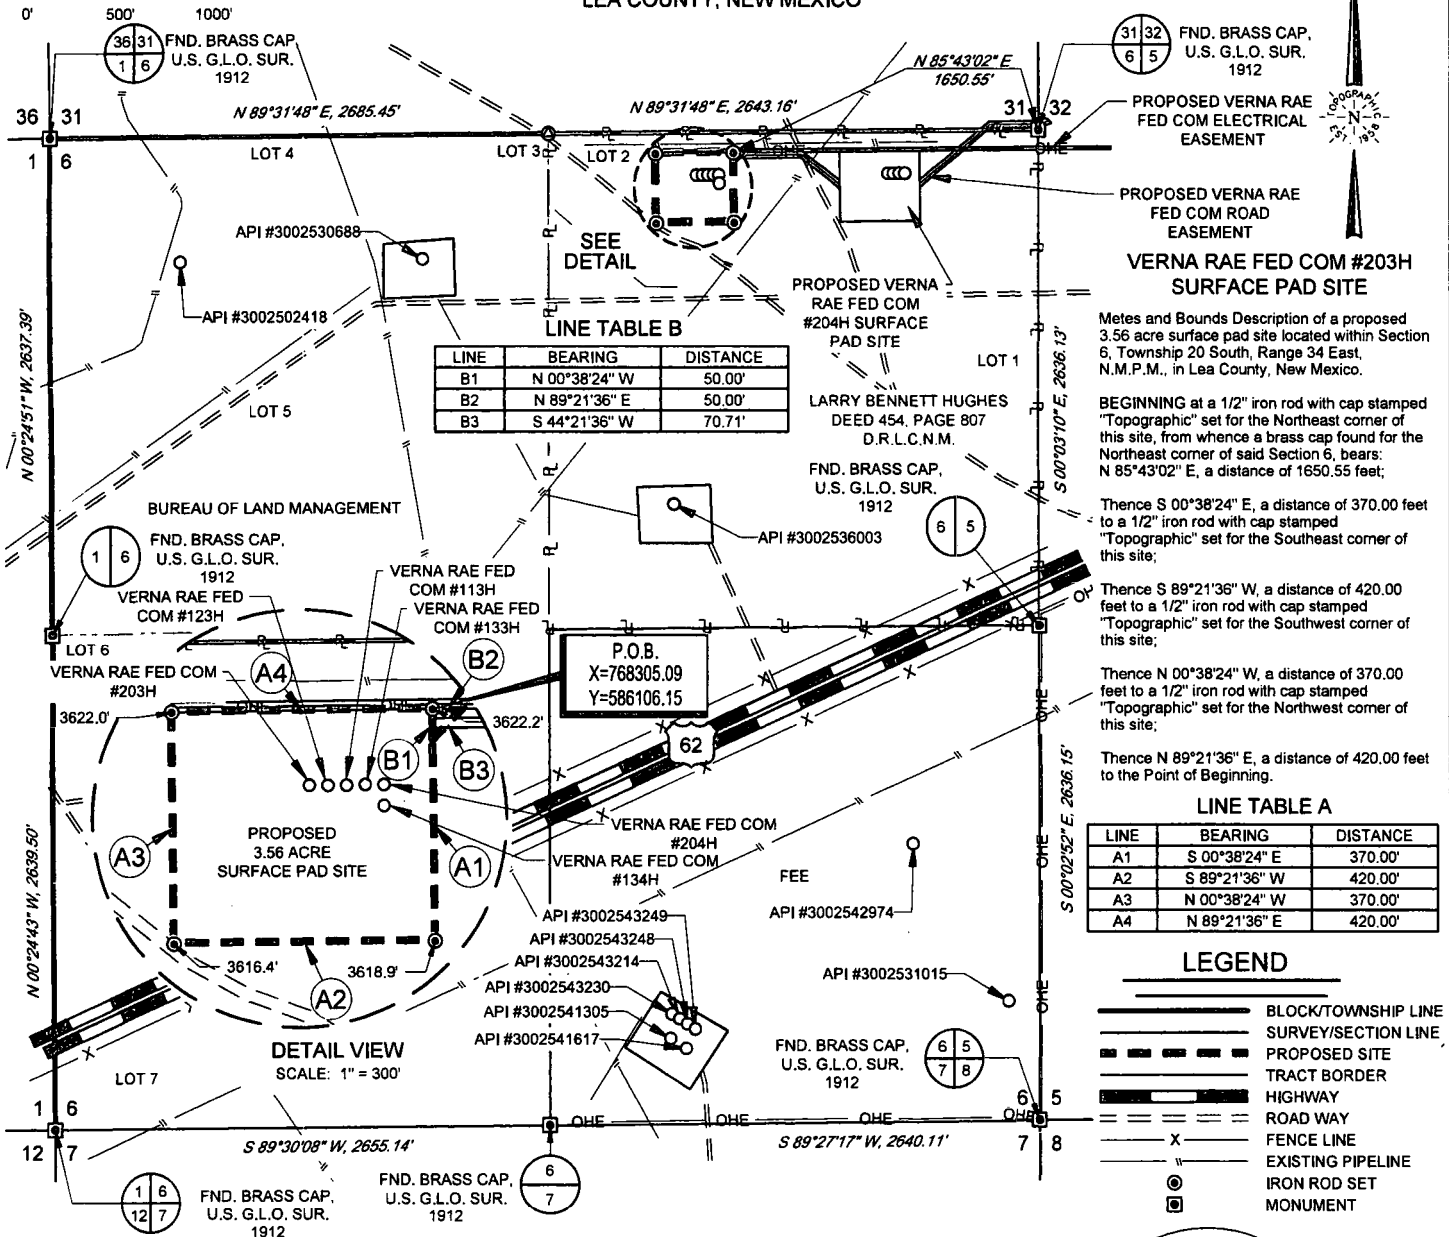 LEA COUNTY, NEW MEXICO
0' 500' 1000'
36 31
1 6
FND. BRASS CAP,
U.S. G.L.O. SUR.
1912
31 32
6 5
FND. BRASS CAP,
U.S. G.L.O. SUR.
1912
N 85°43'02" E
1650.55'
N 89°31'48" E, 2685.45'
N 89°31'48" E, 2643.16'
36 31
1 6
31 32
LOT 4
LOT 3
LOT 2
OHE
OHE
PROPOSED VERNA RAE
FED COM ELECTRICAL
EASEMENT
TOPOGRAPHIC
N
EST. 1958
PROPOSED VERNA RAE
FED COM ROAD
EASEMENT
API #3002530688
API #3002502418
SEE
DETAIL
PROPOSED VERNA
RAE FED COM
#204H SURFACE
PAD SITE
LOT 1
N 00°24'51" W, 2637.39'
S 00°03'10" E, 2636.13'
LINE TABLE B
LINE BEARING DISTANCE
B1 N 00°38'24" W 50.00'
B2 N 89°21'36" E 50.00'
B3 S 44°21'36" W 70.71'
LOT 5
LARRY BENNETT HUGHES
DEED 454, PAGE 807
D.R.L.C.N.M.
FND. BRASS CAP,
U.S. G.L.O. SUR.
1912
6 5
API #3002536003
BUREAU OF LAND MANAGEMENT
1 6
FND. BRASS CAP,
U.S. G.L.O. SUR.
1912
VERNA RAE FED
COM #123H
VERNA RAE FED
COM #113H
VERNA RAE FED
COM #133H
LOT 6
VERNA RAE FED COM
#203H
A4
B2
P.O.B.
X=768305.09
Y=586106.15
3622.0'
3622.2'
B1
B3
62
A3
PROPOSED
3.56 ACRE
SURFACE PAD SITE
A1
VERNA RAE FED COM
#204H
VERNA RAE FED COM
#134H
FEE
API #3002542974
API #3002543249
API #3002543248
API #3002543214
API #3002543230
API #3002541305
API #3002541617
API #3002531015
3616.4'
3618.9'
A2
N 00°24'43" W, 2639.50'
S 00°02'52" E, 2636.15'
OH
OHE
OHE
OHE
DETAIL VIEW
SCALE: 1" = 300'
LOT 7
FND. BRASS CAP,
U.S. G.L.O. SUR.
1912
6 5
7 8
1 6
12 7
OHE OHE OHE OHE
6 5
7 8
S 89°30'08" W, 2655.14'
S 89°27'17" W, 2640.11'
1 6
12 7
FND. BRASS CAP,
U.S. G.L.O. SUR.
1912
FND. BRASS CAP,
U.S. G.L.O. SUR.
1912
6
7
VERNA RAE FED COM #203H
SURFACE PAD SITE
Metes and Bounds Description of a proposed
3.56 acre surface pad site located within Section
6, Township 20 South, Range 34 East,
N.M.P.M., in Lea County, New Mexico.
BEGINNING at a 1/2" iron rod with cap stamped
"Topographic" set for the Northeast corner of
this site, from whence a brass cap found for the
Northeast corner of said Section 6, bears:
N 85°43'02" E, a distance of 1650.55 feet;
Thence S 00°38'24" E, a distance of 370.00 feet
to a 1/2" iron rod with cap stamped
"Topographic" set for the Southeast corner of
this site;
Thence S 89°21'36" W, a distance of 420.00
feet to a 1/2" iron rod with cap stamped
"Topographic" set for the Southwest corner of
this site;
Thence N 00°38'24" W, a distance of 370.00
feet to a 1/2" iron rod with cap stamped
"Topographic" set for the Northwest corner of
this site;
Thence N 89°21'36" E, a distance of 420.00 feet
to the Point of Beginning.
LINE TABLE A
LINE BEARING DISTANCE
A1 S 00°38'24" E 370.00'
A2 S 89°21'36" W 420.00'
A3 N 00°38'24" W 370.00'
A4 N 89°21'36" E 420.00'
LEGEND
BLOCK/TOWNSHIP LINE
SURVEY/SECTION LINE
PROPOSED SITE
TRACT BORDER
HIGHWAY
ROAD WAY
X FENCE LINE
EXISTING PIPELINE
IRON ROD SET
MONUMENT